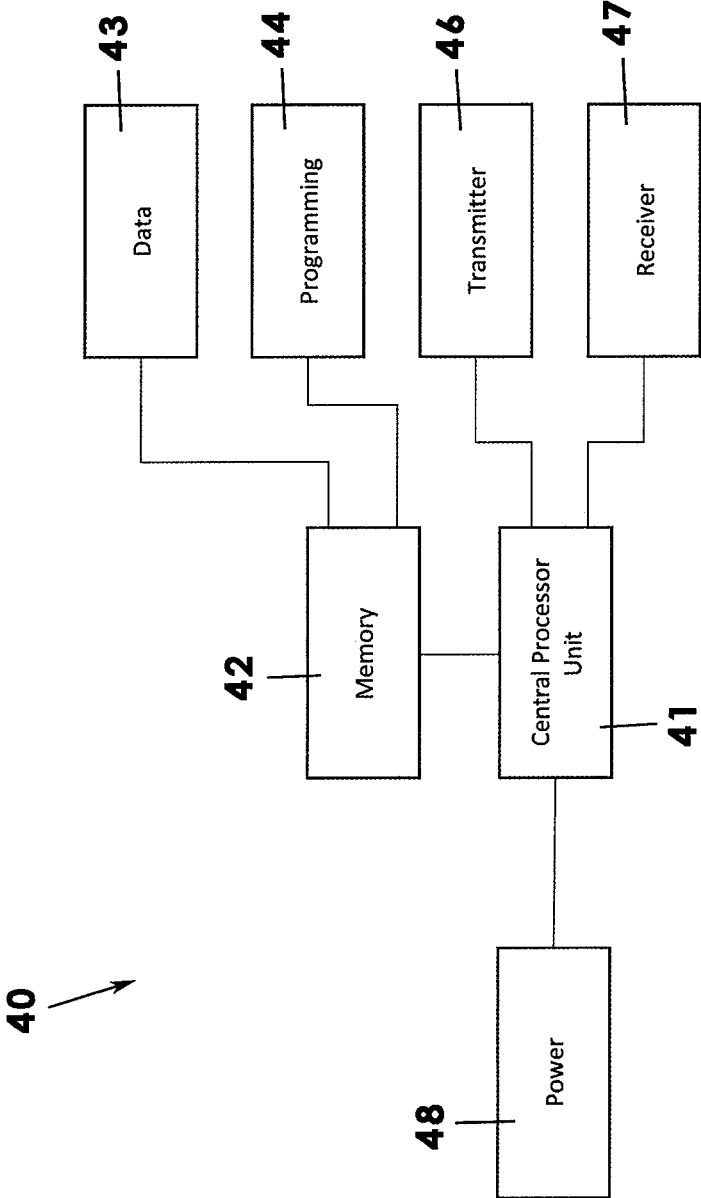 40
43
Data
44
Programming
42
Memory
46
Transmitter
48
Power
Central Processor
Unit
41
47
Receiver